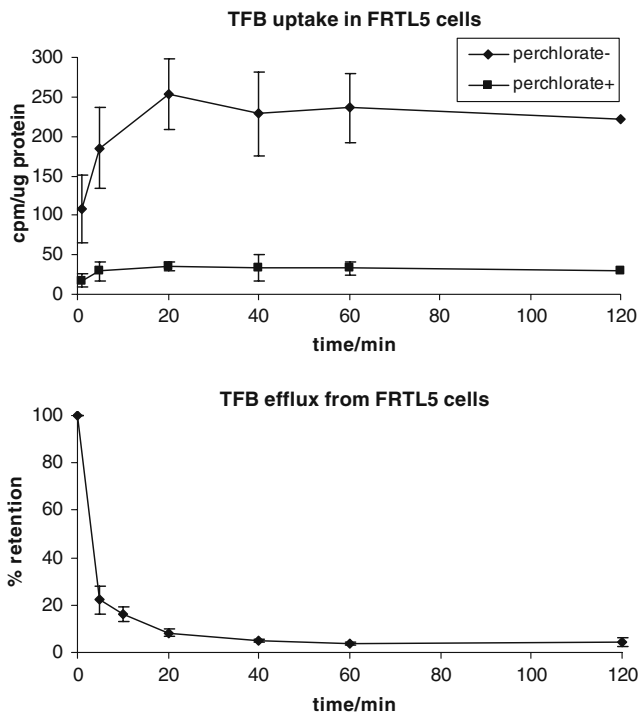 TFB uptake in FRTL5 cells
perchlorate-
perchlorate+
cpm/ug protein
300
250
200
150
100
50
0
0 20 40 60 80 100 120
time/min
TFB efflux from FRTL5 cells
% retention
100
80
60
40
20
0
0 20 40 60 80 100 120
time/min